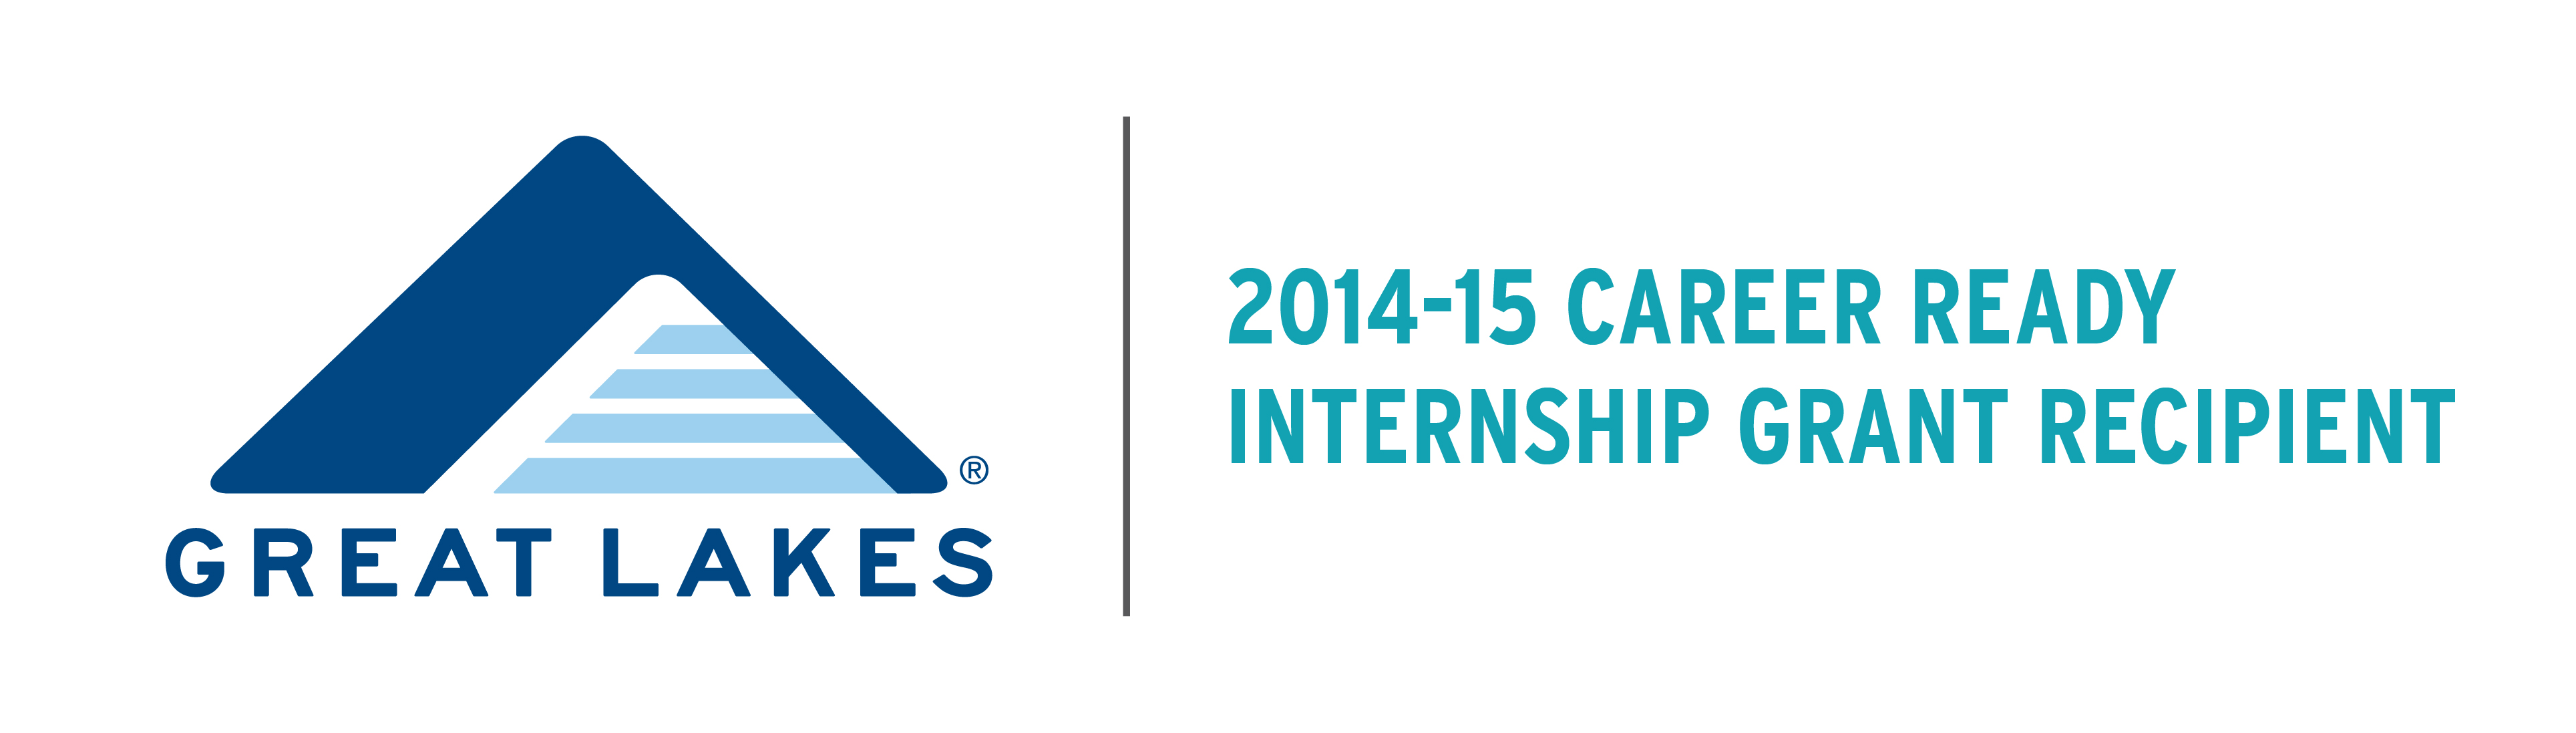 ®
GREAT LAKES
2014-15 CAREER READY
INTERNSHIP GRANT RECIPIENT